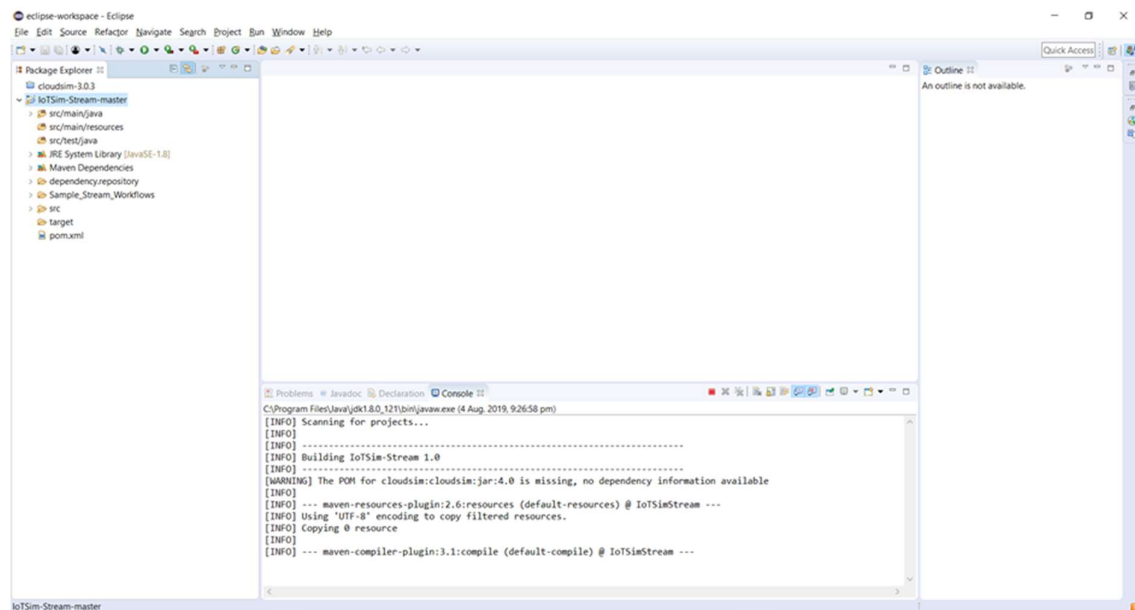 eclipse-workspace - Eclipse
File Edit Source Refactor Navigate Search Project Run Window Help
Quick Access
Package Explorer
cloudsim-3.0.3
IoTSim-Stream-master
src/main/java
src/main/resources
src/test/java
JRE System Library [JavaSE-1.8]
Maven Dependencies
dependency.repository
Sample_Stream_Workflows
src
target
pom.xml
Outline
An outline is not available.
Problems Javadoc Declaration Console
C:\Program Files\Java\jdk1.8.0_121\bin\javaw.exe (4 Aug. 2019, 9:26:58 pm)
[INFO] Scanning for projects...
[INFO]
[INFO] ------------------------------------------------------------------------
[INFO] Building IoTSim-Stream 1.0
[INFO] ------------------------------------------------------------------------
[WARNING] The POM for cloudsim:cloudsim:jar:4.0 is missing, no dependency information available
[INFO]
[INFO] --- maven-resources-plugin:2.6:resources (default-resources) @ IoTSimStream ---
[INFO] Using 'UTF-8' encoding to copy filtered resources.
[INFO] Copying 0 resource
[INFO]
[INFO] --- maven-compiler-plugin:3.1:compile (default-compile) @ IoTSimStream ---
IoTSim-Stream-master